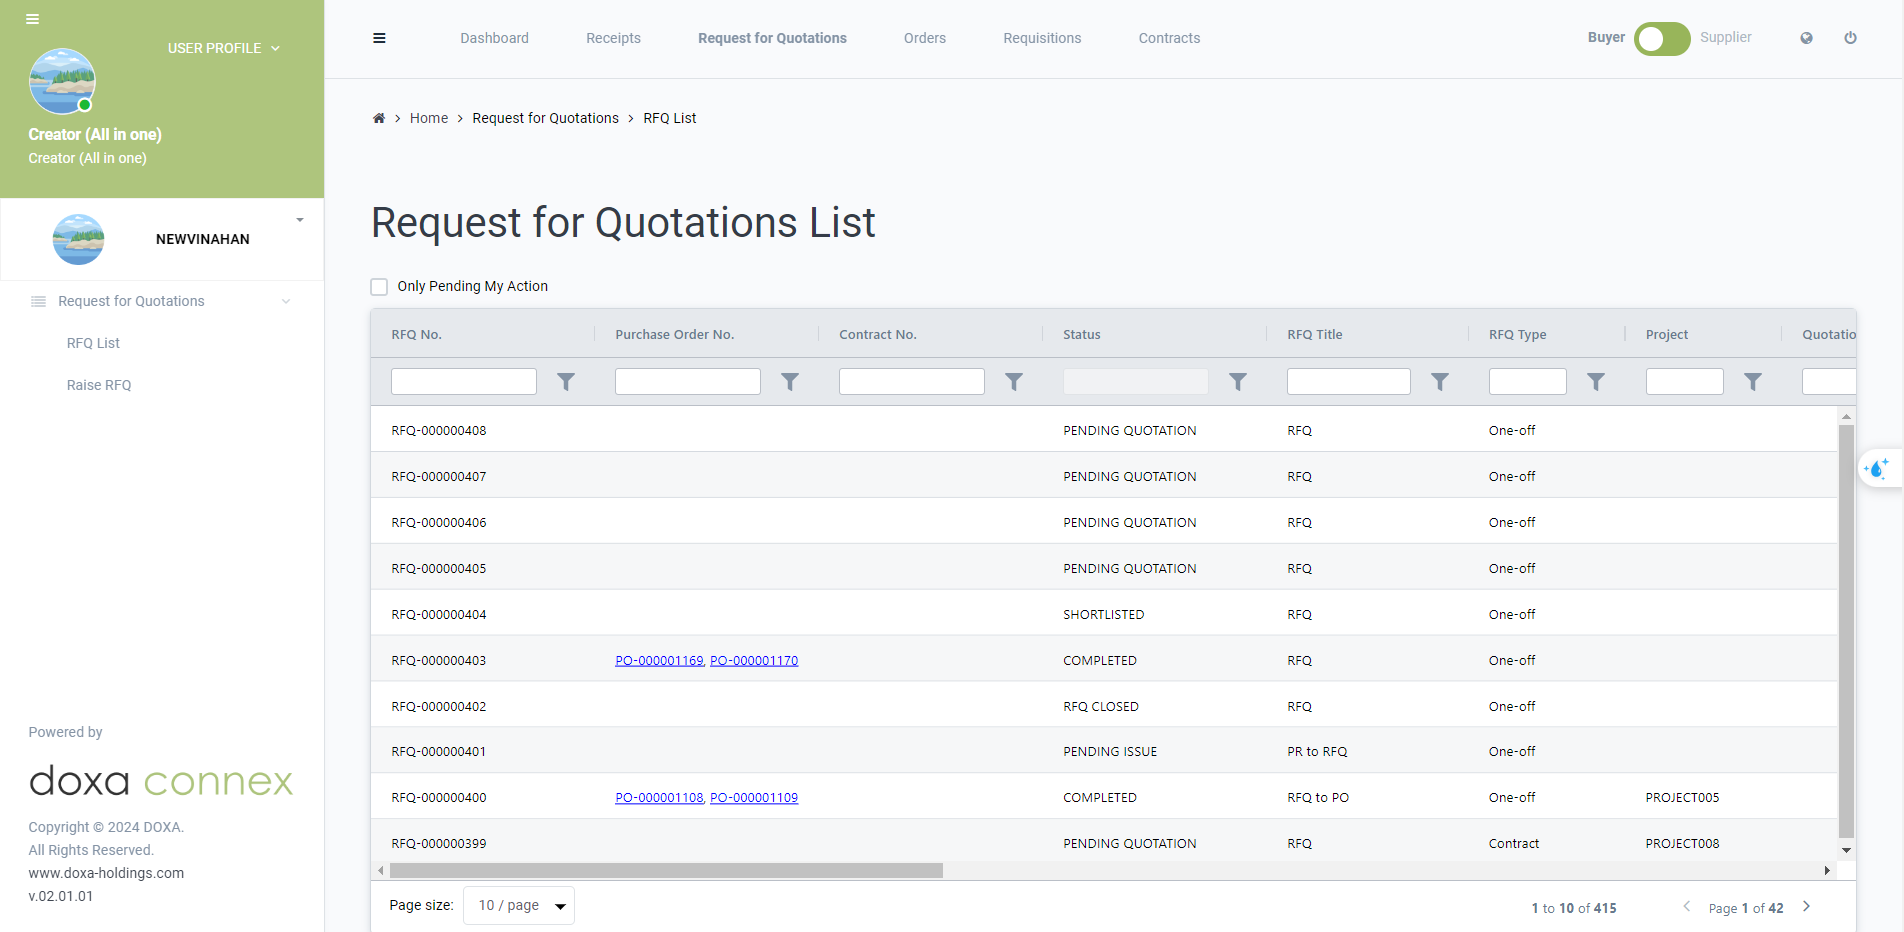 USER PROFILE
Creator (All in one)
Creator (All in one)
NEWVINAHAN
Request for Quotations
RFQ List
Raise RFQ
Powered by
doxa connex
Copyright © 2024 DOXA.
All Rights Reserved.
www.doxa-holdings.com
v.02.01.01
Dashboard Receipts Request for Quotations Orders Requisitions Contracts Buyer Supplier
Home > Request for Quotations > RFQ List
Request for Quotations List
Only Pending My Action
RFQ No. Purchase Order No. Contract No. Status RFQ Title RFQ Type Project Quotatio
RFQ-000000408 PENDING QUOTATION RFQ One-off
RFQ-000000407 PENDING QUOTATION RFQ One-off
RFQ-000000406 PENDING QUOTATION RFQ One-off
RFQ-000000405 PENDING QUOTATION RFQ One-off
RFQ-000000404 SHORTLISTED RFQ One-off
RFQ-000000403 PO-000001169, PO-000001170 COMPLETED RFQ One-off
RFQ-000000402 RFQ CLOSED RFQ One-off
RFQ-000000401 PENDING ISSUE PR to RFQ One-off
RFQ-000000400 PO-000001108, PO-000001109 COMPLETED RFQ to PO One-off PROJECT005
RFQ-000000399 PENDING QUOTATION RFQ Contract PROJECT008
Page size: 10 / page 1 to 10 of 415 Page 1 of 42